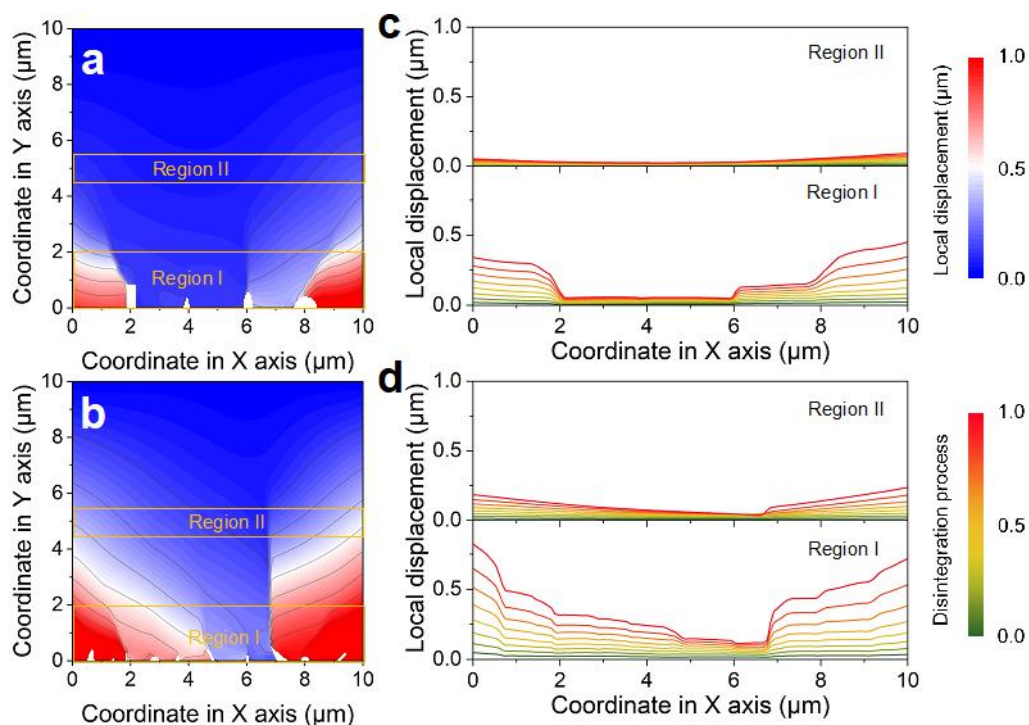 a
Coordinate in Y axis (μm)
10
8
6
4
2
0
Region II
Region I
0 2 4 6 8 10
Coordinate in X axis (μm)
c
Local displacement (μm)
1.0
0.5
0.0
Region II
1.0
0.5
0.0
Region I
0 2 4 6 8 10
Coordinate in X axis (μm)
Local displacement (μm)
1.0
0.5
0.0
b
Coordinate in Y axis (μm)
10
8
6
4
2
0
Region II
Region I
0 2 4 6 8 10
Coordinate in X axis (μm)
d
Local displacement (μm)
1.0
0.5
0.0
Region II
0.5
0.0
Region I
0 2 4 6 8 10
Coordinate in X axis (μm)
Disintegration process
1.0
0.0